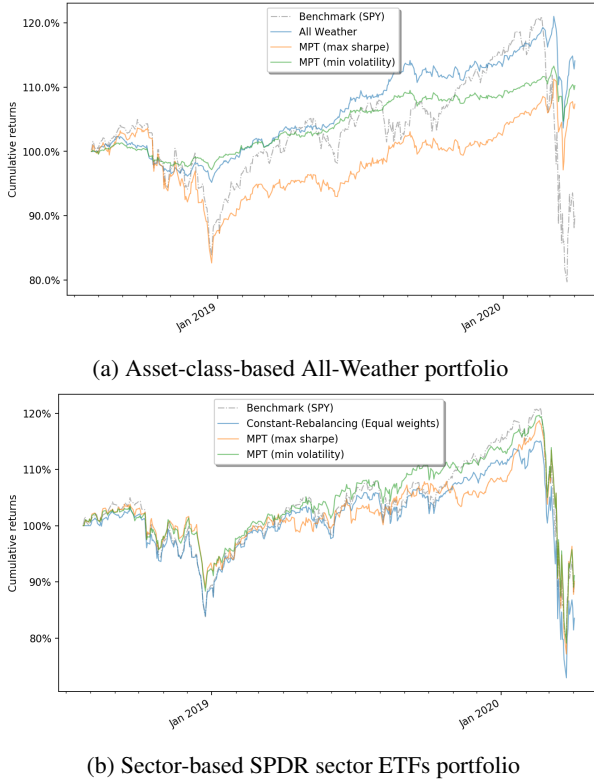 120.0%
110.0%
100.0%
90.0%
80.0%
Cumulative returns
Benchmark (SPY)
All Weather
MPT (max sharpe)
MPT (min volatility)
Jan 2019
Jan 2020
(a) Asset-class-based All-Weather portfolio
120%
110%
100%
90%
80%
Cumulative returns
Benchmark (SPY)
Constant-Rebalancing (Equal weights)
MPT (max sharpe)
MPT (min volatility)
Jan 2019
Jan 2020
(b) Sector-based SPDR sector ETFs portfolio